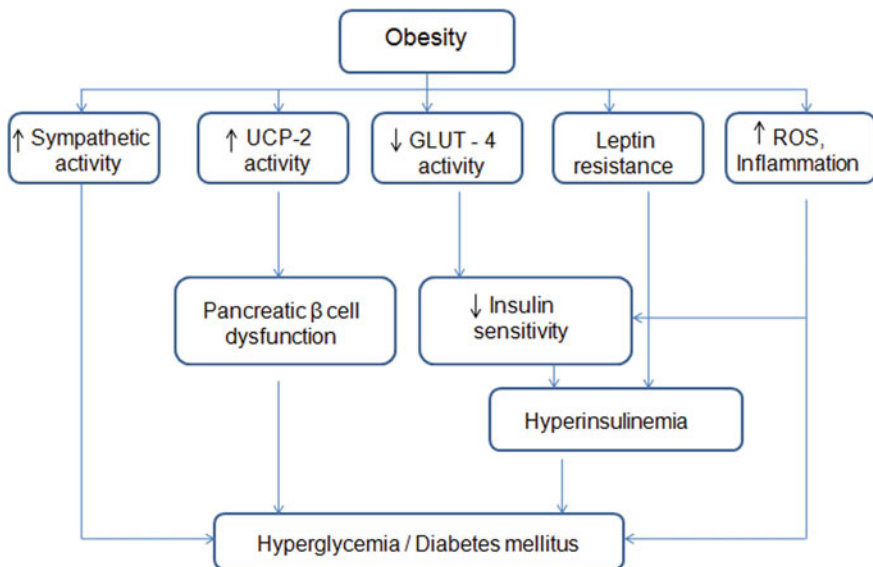 Obesity
↑ Sympathetic
activity
↑ UCP-2
activity
↓ GLUT - 4
activity
Leptin
resistance
↑ ROS,
Inflammation
Pancreatic β cell
dysfunction
↓ Insulin
sensitivity
Hyperinsulinemia
Hyperglycemia / Diabetes mellitus